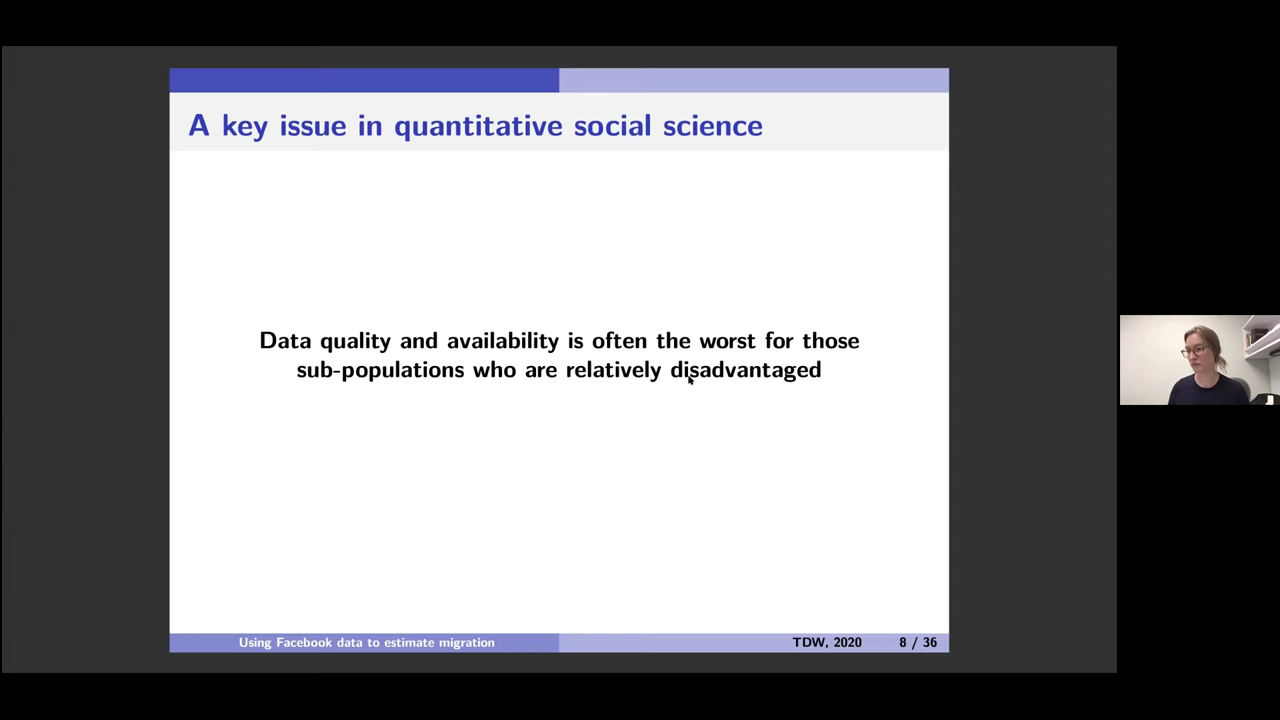 A key issue in quantitative social science
Data quality and availability is often the worst for those
sub-populations who are relatively disadvantaged
Using Facebook data to estimate migration
TDW, 2020
8 / 36